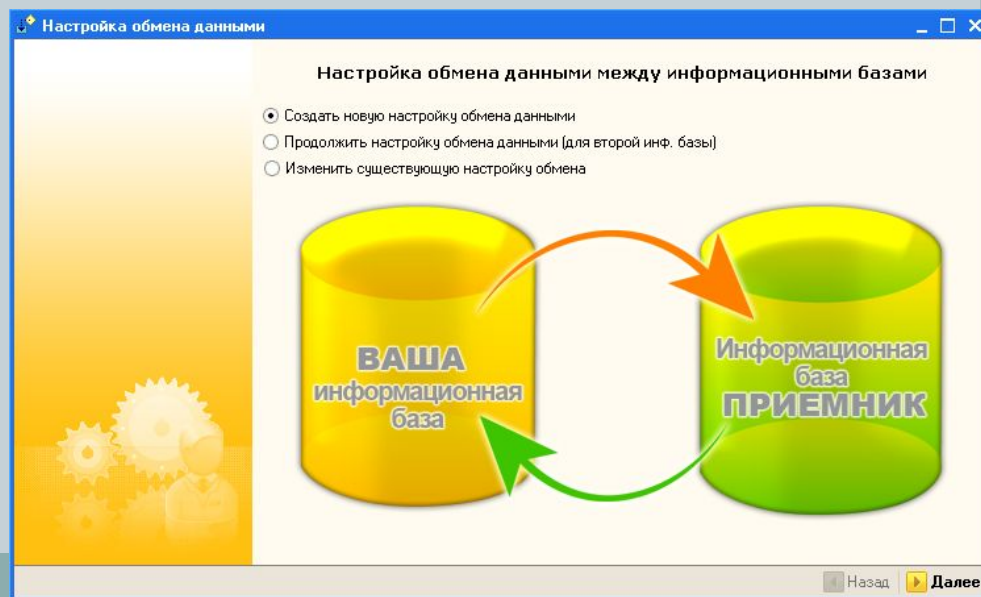 Настройка обмена данными
Настройка обмена данными между информационными базами
Создать новую настройку обмена данными
Продолжить настройку обмена данными (для второй инф. базы)
Изменить существующую настройку обмена
ВАША
информационная
база
Информационная
база
ПРИЕМНИК
Назад
Далее